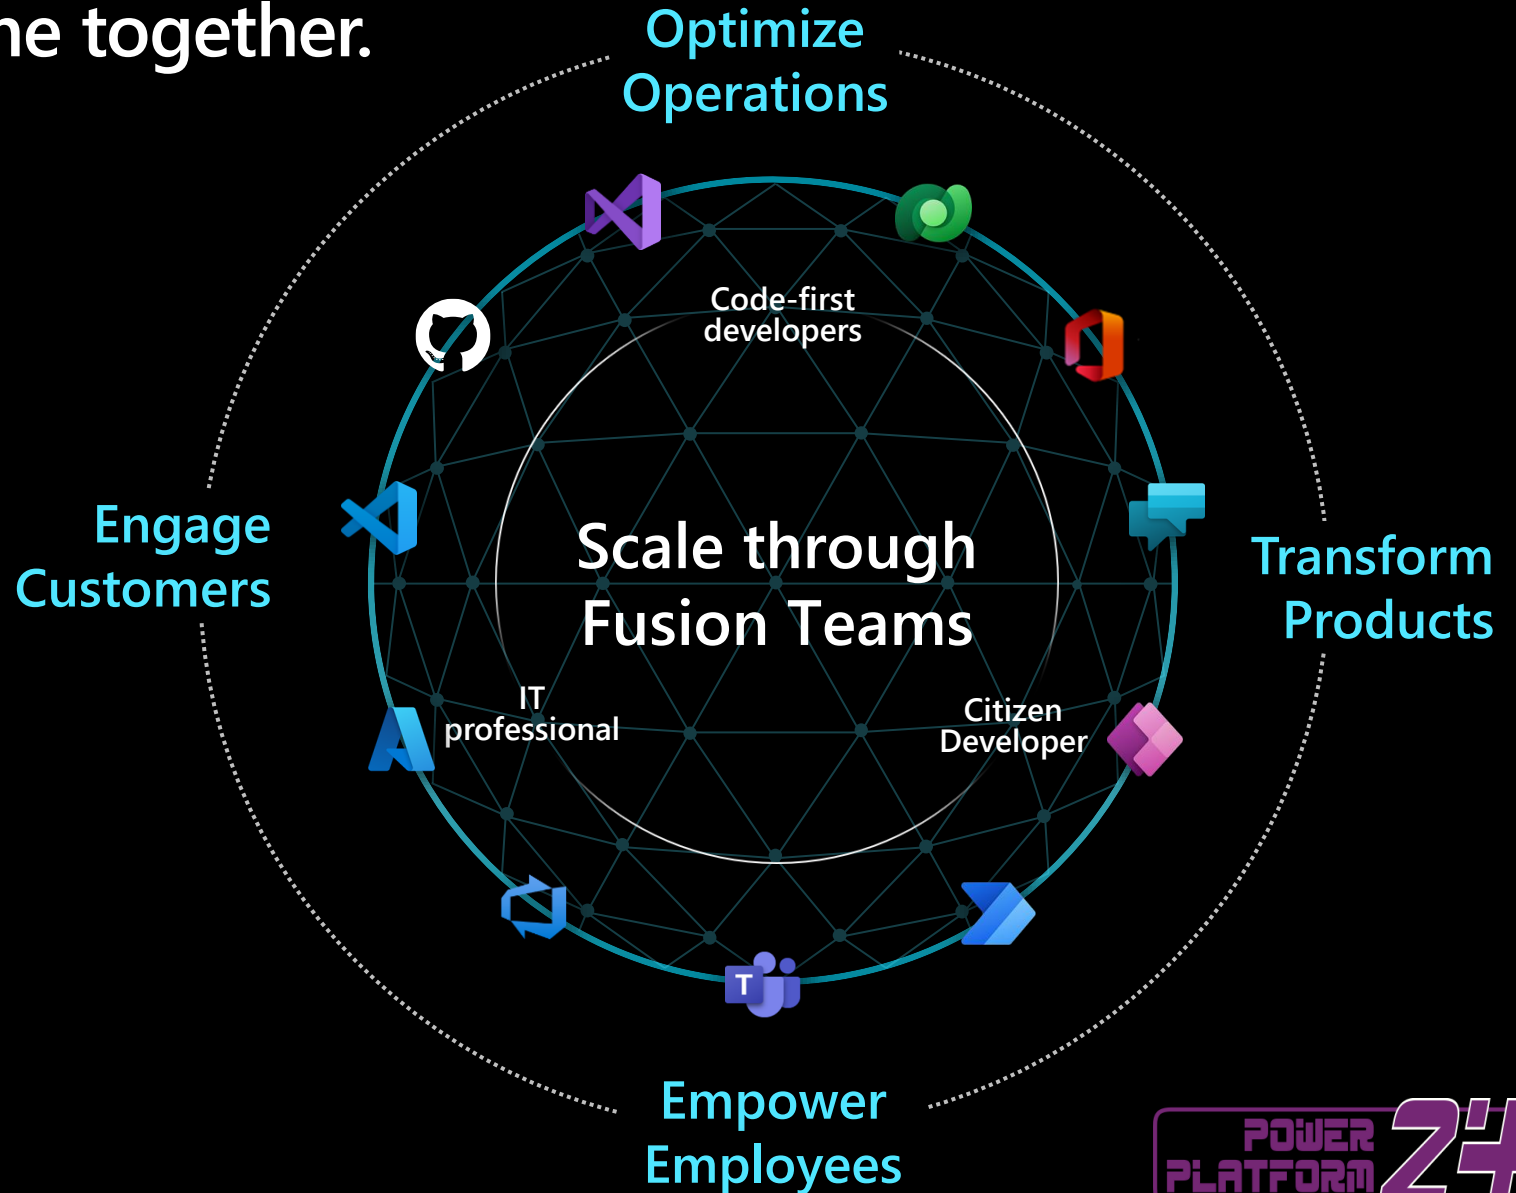 together.
Optimize
Operations
Code-first
developers
Engage
Customers
Scale through
Fusion Teams
Transform
Products
IT
professional
Citizen
Developer
T
Empower
Employees
POWER
PLATFORM
24